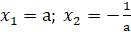 x₁ = a; x₂ = −1/a